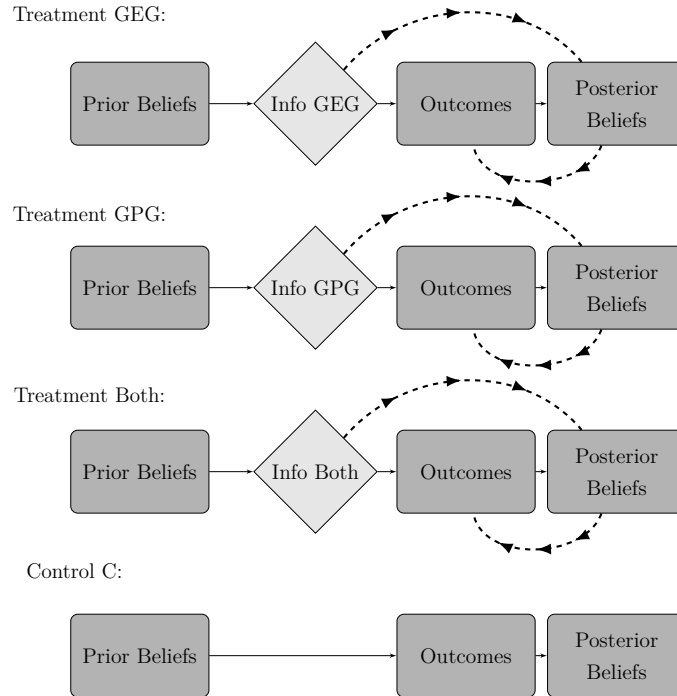 Treatment GEG:
Prior Beliefs
Info GEG
Outcomes
Posterior
Beliefs
Treatment GPG:
Prior Beliefs
Info GPG
Outcomes
Posterior
Beliefs
Treatment Both:
Prior Beliefs
Info Both
Outcomes
Posterior
Beliefs
Control C:
Prior Beliefs
Outcomes
Posterior
Beliefs